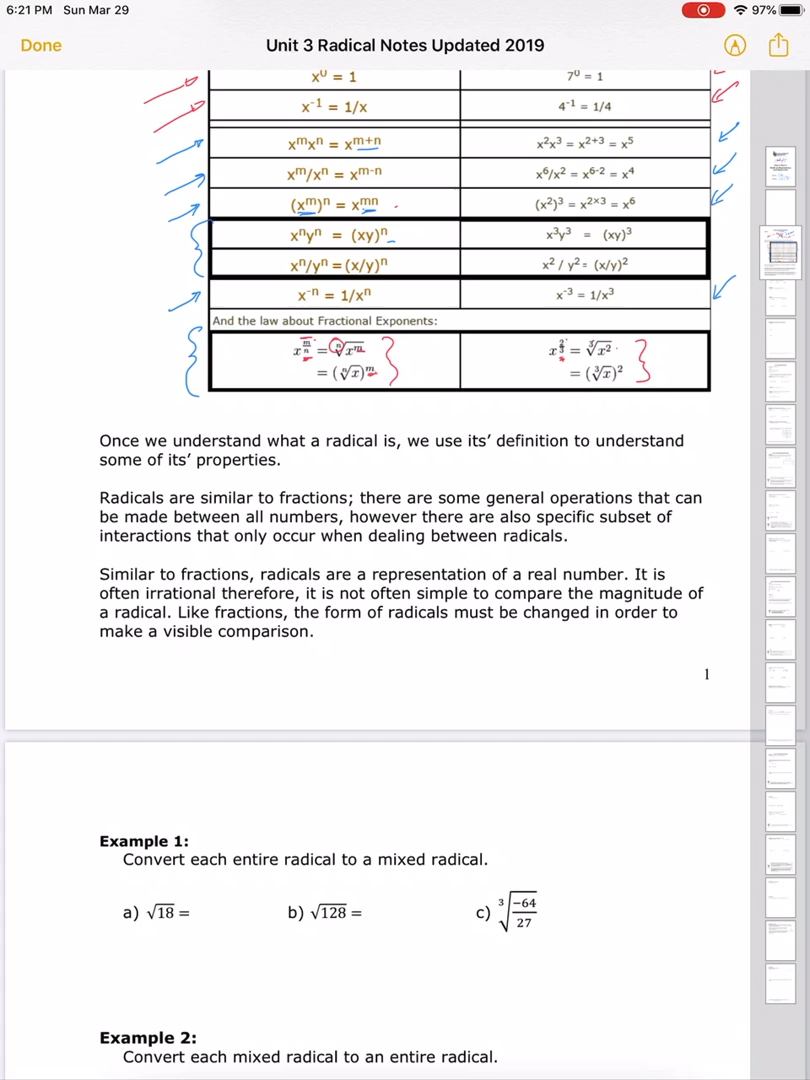 6:21 PM Sun Mar 29 97%
Done Unit 3 Radical Notes Updated 2019
x⁰ = 1 7⁰ = 1
x⁻¹ = 1/x 4⁻¹ = 1/4
xᵐxⁿ = xᵐ⁺ⁿ x²x³ = x²⁺³ = x⁵
xᵐ/xⁿ = xᵐ⁻ⁿ x⁶/x² = x⁶⁻² = x⁴
(xᵐ)ⁿ = xᵐⁿ (x²)³ = x²ˣ³ = x⁶
xⁿyⁿ = (xy)ⁿ x³y³ = (xy)³
xⁿ/yⁿ = (x/y)ⁿ x² / y² = (x/y)²
x⁻ⁿ = 1/xⁿ x⁻³ = 1/x³
And the law about Fractional Exponents:
x^(m/n) = ⁿ√xᵐ x^(2/3) = ³√x²
= (ⁿ√x)ᵐ = (³√x)²
Once we understand what a radical is, we use its’ definition to understand
some of its’ properties.
Radicals are similar to fractions; there are some general operations that can
be made between all numbers, however there are also specific subset of
interactions that only occur when dealing between radicals.
Similar to fractions, radicals are a representation of a real number. It is
often irrational therefore, it is not often simple to compare the magnitude of
a radical. Like fractions, the form of radicals must be changed in order to
make a visible comparison.
1
Example 1:
Convert each entire radical to a mixed radical.
a) √18 = b) √128 = c) ³√(−64/27)
Example 2:
Convert each mixed radical to an entire radical.